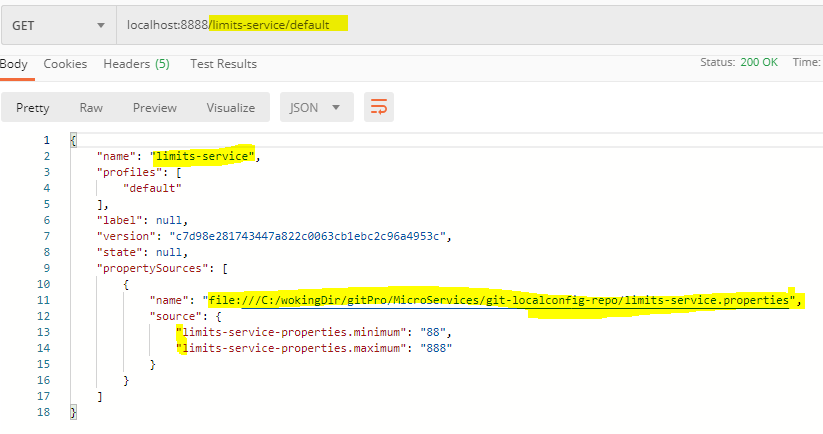 GET localhost:8888/limits-service/default
Body Cookies Headers (5) Test Results Status: 200 OK Time:
Pretty Raw Preview Visualize JSON
1 {
2 "name": "limits-service",
3 "profiles": [
4 "default"
5 ],
6 "label": null,
7 "version": "c7d98e281743447a822c0063cb1ebc2c96a4953c",
8 "state": null,
9 "propertySources": [
10 {
11 "name": "file:///C:/wokingDir/gitPro/MicroServices/git-localconfig-repo/limits-service.properties",
12 "source": {
13 "limits-service-properties.minimum": "88",
14 "limits-service-properties.maximum": "888"
15 }
16 }
17 ]
18 }